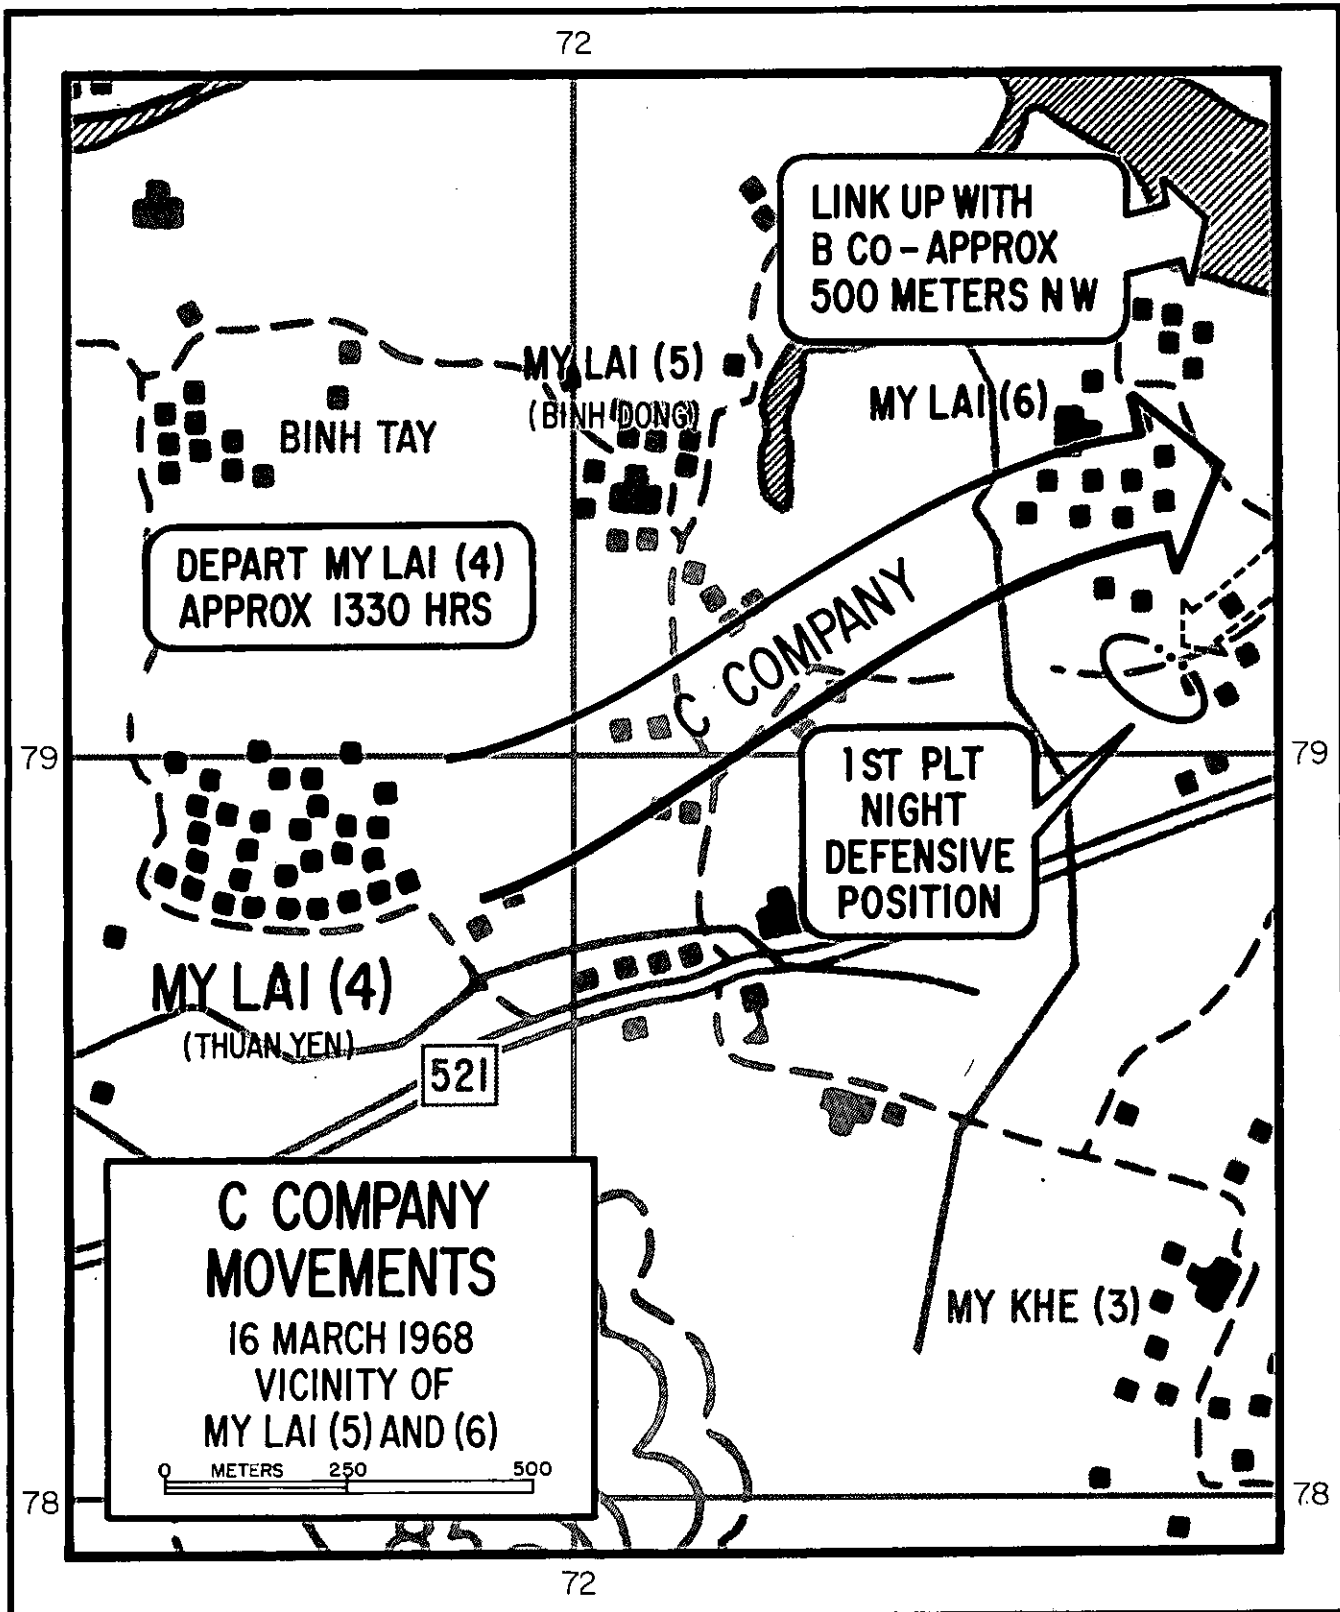 72
LINK UP WITH
B CO - APPROX
500 METERS NW
MY LAI (5)
(BINH DONG)
MY LAI (6)
BINH TAY
DEPART MY LAI (4)
APPROX 1330 HRS
C COMPANY
79
79
1ST PLT
NIGHT
DEFENSIVE
POSITION
MY LAI (4)
(THUAN YEN)
521
C COMPANY
MOVEMENTS
16 MARCH 1968
VICINITY OF
MY LAI (5) AND (6)
0 METERS 250 500
MY KHE (3)
78
78
72